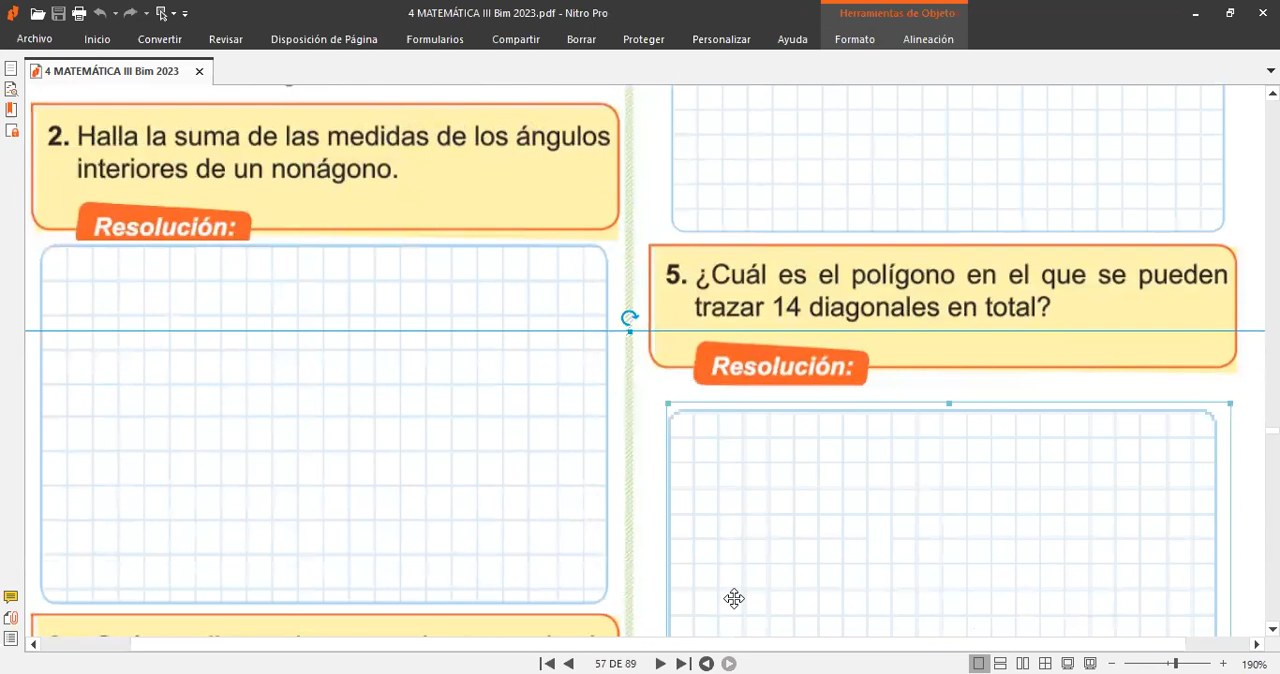 4 MATEMÁTICA III Bim 2023.pdf - Nitro Pro
Herramientas de Objeto
Archivo Inicio Convertir Revisar Disposición de Página Formularios Compartir Borrar Proteger Personalizar Ayuda Formato Alineación
4 MATEMÁTICA III Bim 2023
2. Halla la suma de las medidas de los ángulos
interiores de un nonágono.
Resolución:
5. ¿Cuál es el polígono en el que se pueden
trazar 14 diagonales en total?
Resolución:
57 DE 89
190%